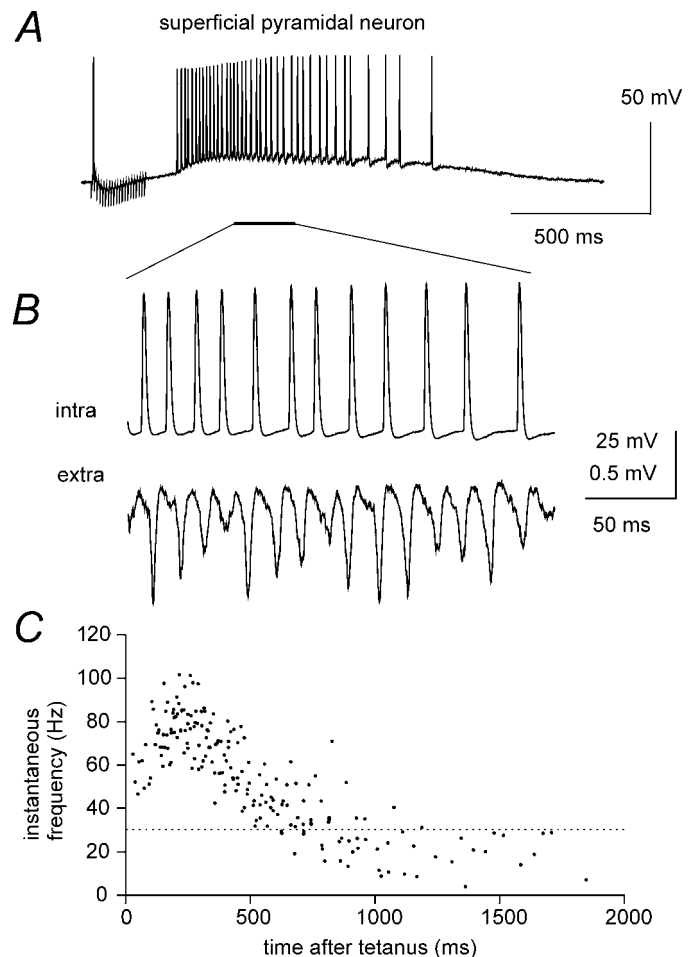 A
superficial pyramidal neuron
50 mV
500 ms
B
intra
25 mV
extra
0.5 mV
50 ms
C
120
100
80
60
40
20
0
instantaneous
frequency (Hz)
0
500
1000
1500
2000
time after tetanus (ms)